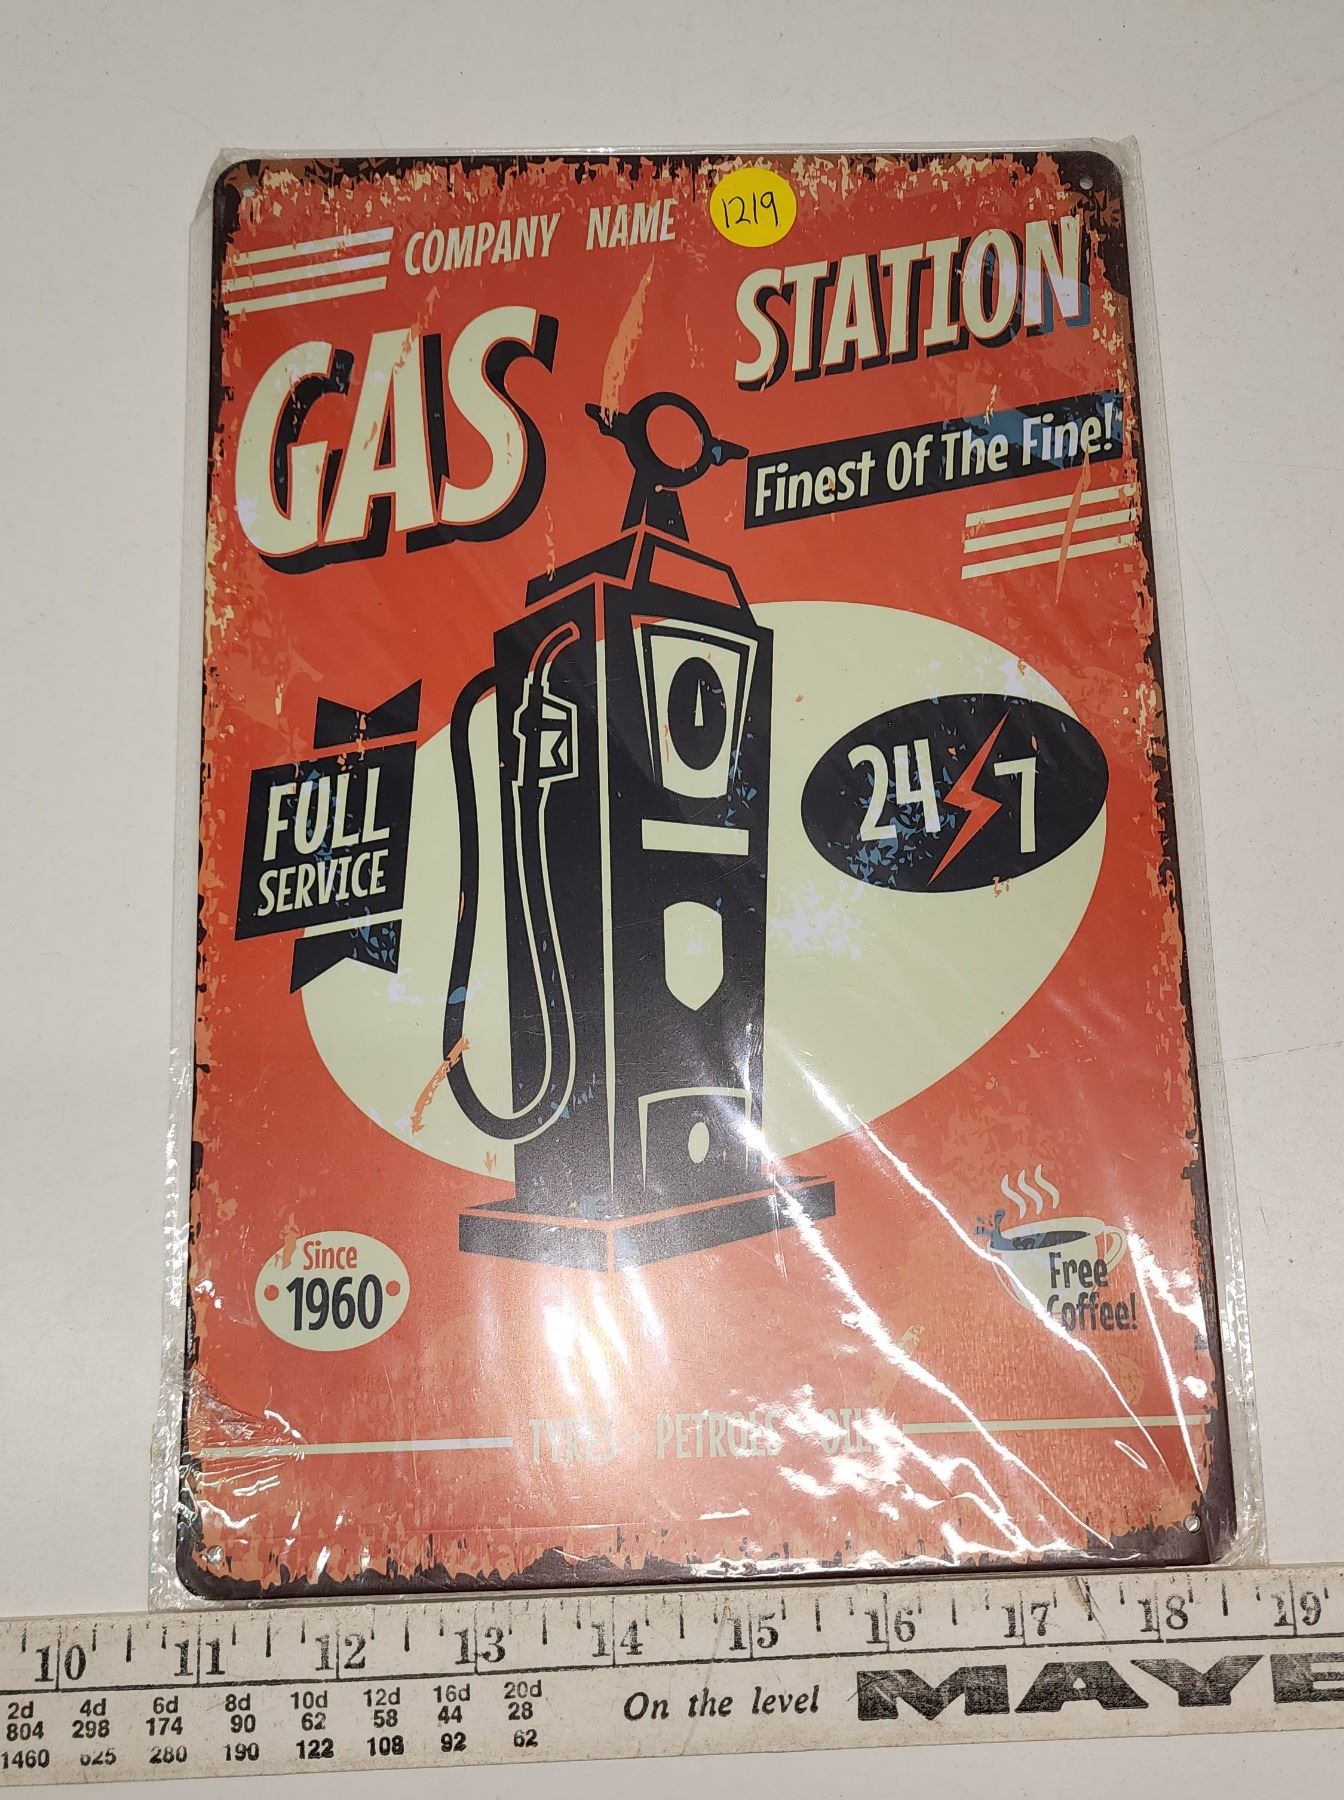 1219
COMPANY NAME
GAS
STATION
Finest Of The Fine!
24 7
FULL
SERVICE
Since
1960
Free
Coffee!
TYRES PETROLS OIL
10 11 12 13 14 15 16 17 18 19
2d 4d 6d 8d 10d 12d 16d 20d
804 298 174 90 62 58 44 28
1460 625 280 190 122 108 92 62
On the level
MAYE